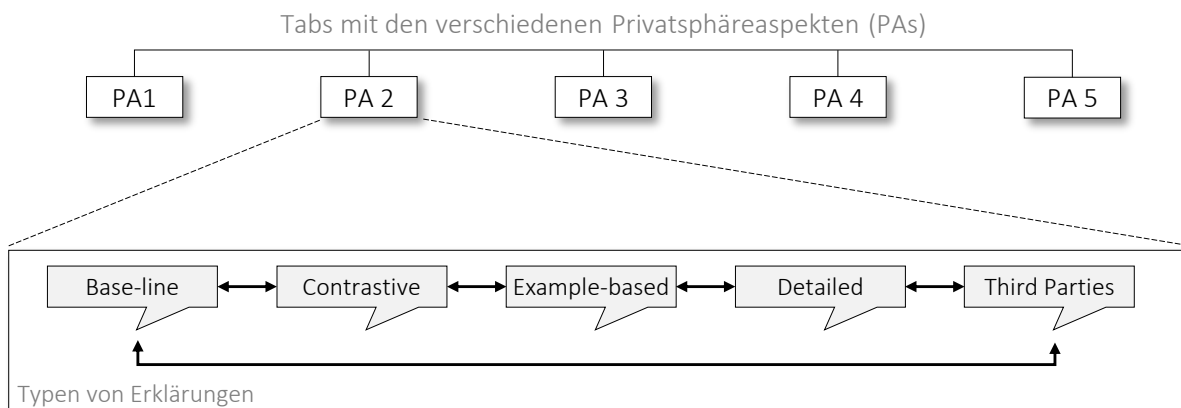 Tabs mit den verschiedenen Privatsphäreaspekten (PAs)
PA1
PA 2
PA 3
PA 4
PA 5
Base-line
Contrastive
Example-based
Detailed
Third Parties
Typen von Erklärungen